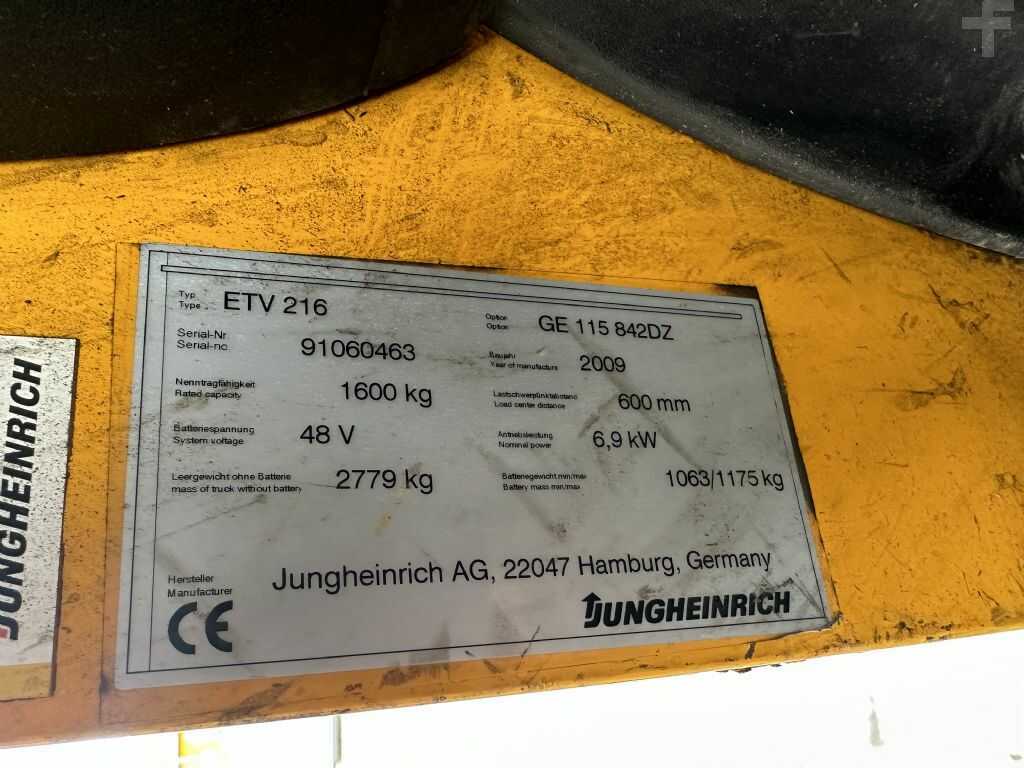 Typ
Type
ETV 216
Option
Option
GE 115 842DZ
Serial-Nr
Serial-no.
91060463
Baujahr
Year of manufacture
2009
Nenntragfähigkeit
Rated capacity
1600 kg
Lastschwerpunktabstand
Load center distance
600 mm
Batteriespannung
System voltage
48 V
Antriebsleistung
Nominal power
6,9 kW
Leergewicht ohne Batterie
mass of truck without battery
2779 kg
Batteriegewicht min/max
Battery mass min/max
1063/1175 kg
Hersteller
Manufacturer
Jungheinrich AG, 22047 Hamburg, Germany
CE
JUNGHEINRICH
JUNGHEINRICH
f